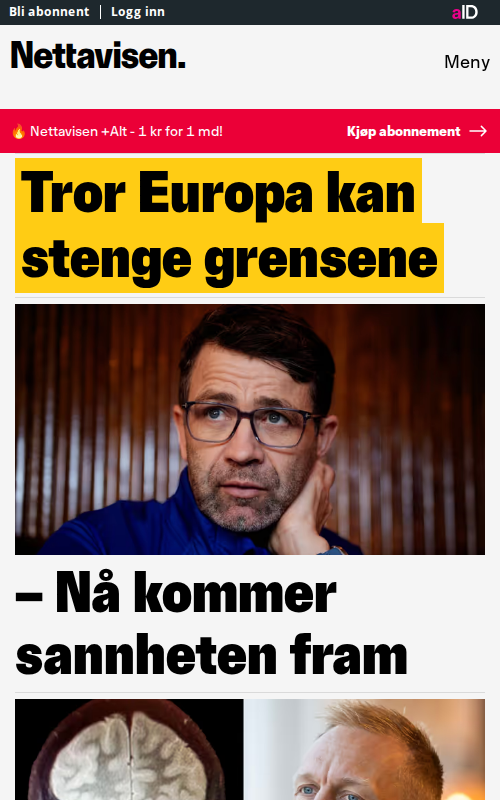 Bli abonnent
Logg inn
aID
Nettavisen.
Meny
🔥 Nettavisen +Alt - 1 kr for 1 md!
Kjøp abonnement →
Tror Europa kan
stenge grensene
– Nå kommer
sannheten fram